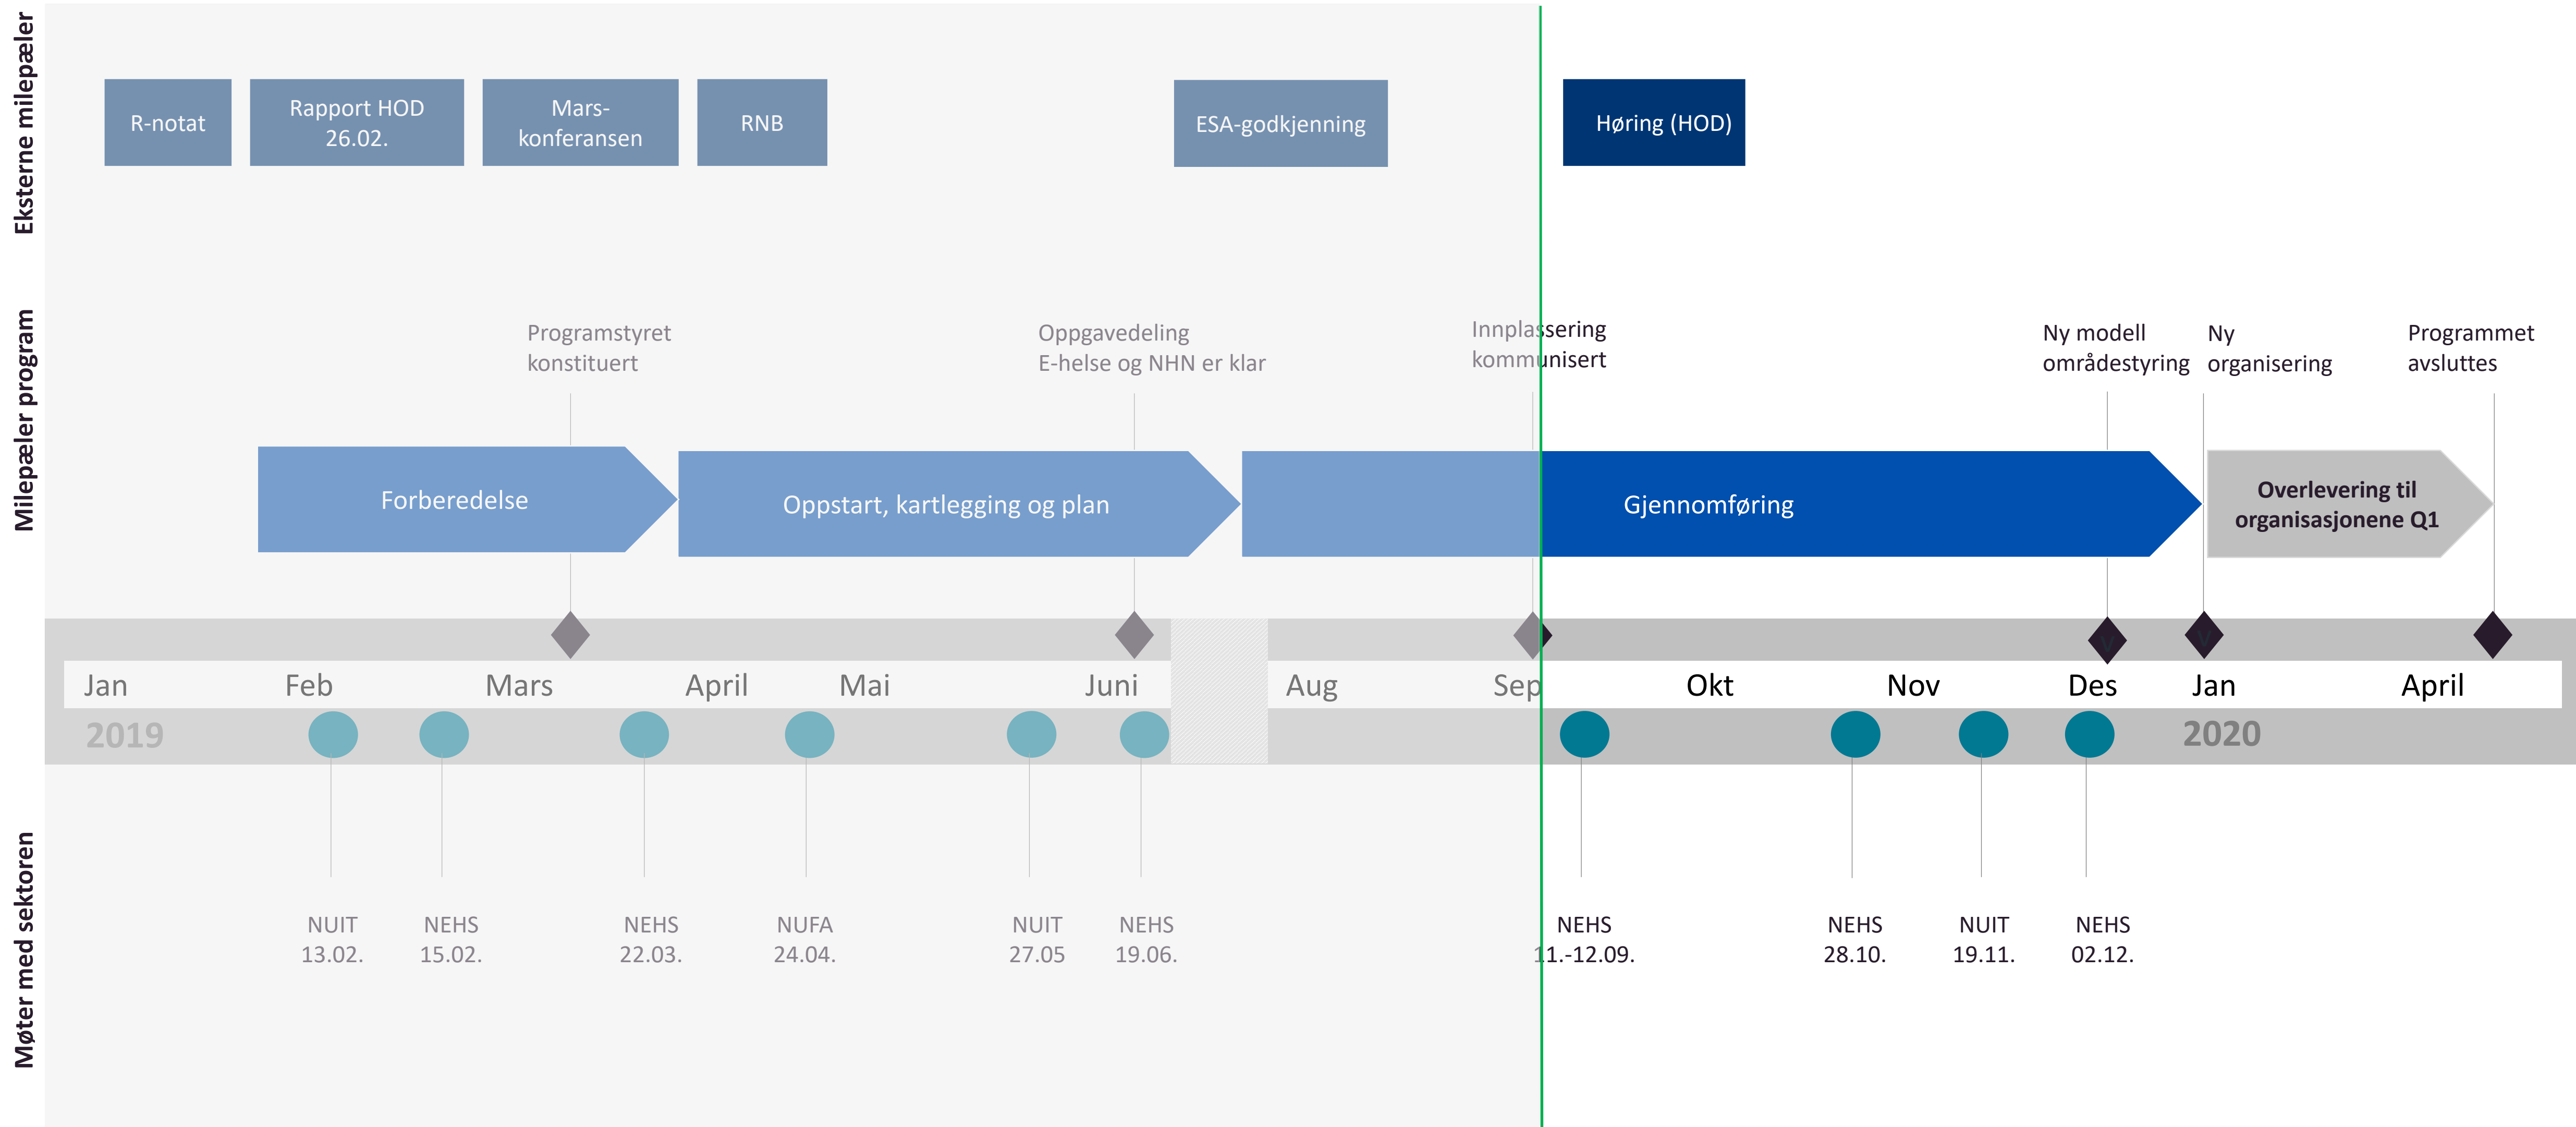 Eksterne milepæler
R-notat
Rapport HOD
26.02.
Mars-
konferansen
RNB
ESA-godkjenning
Høring (HOD)
Milepæler program
Programstyret
konstituert
Oppgavedeling
E-helse og NHN er klar
Innplassering
kommunisert
Ny modell
områdestyring
Ny
organisering
Programmet
avsluttes
Forberedelse
Oppstart, kartlegging og plan
Gjennomføring
Overlevering til
organisasjonene Q1
V
V
Jan
Feb
Mars
April
Mai
Juni
Aug
Sep
Okt
Nov
Des
Jan
April
2019
2020
Møter med sektoren
NUIT
13.02.
NEHS
15.02.
NEHS
22.03.
NUFA
24.04.
NUIT
27.05
NEHS
19.06.
NEHS
11.-12.09.
NEHS
28.10.
NUIT
19.11.
NEHS
02.12.